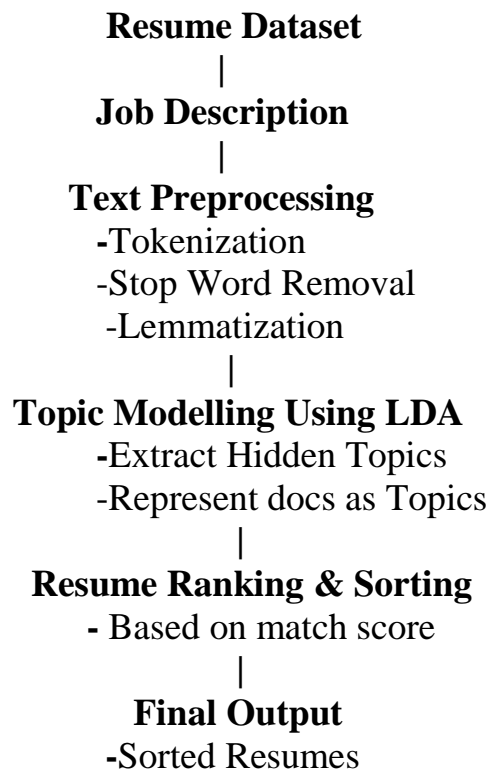 Resume Dataset
|
Job Description
|
Text Preprocessing
-Tokenization
-Stop Word Removal
-Lemmatization
|
Topic Modelling Using LDA
-Extract Hidden Topics
-Represent docs as Topics
|
Resume Ranking & Sorting
- Based on match score
|
Final Output
-Sorted Resumes